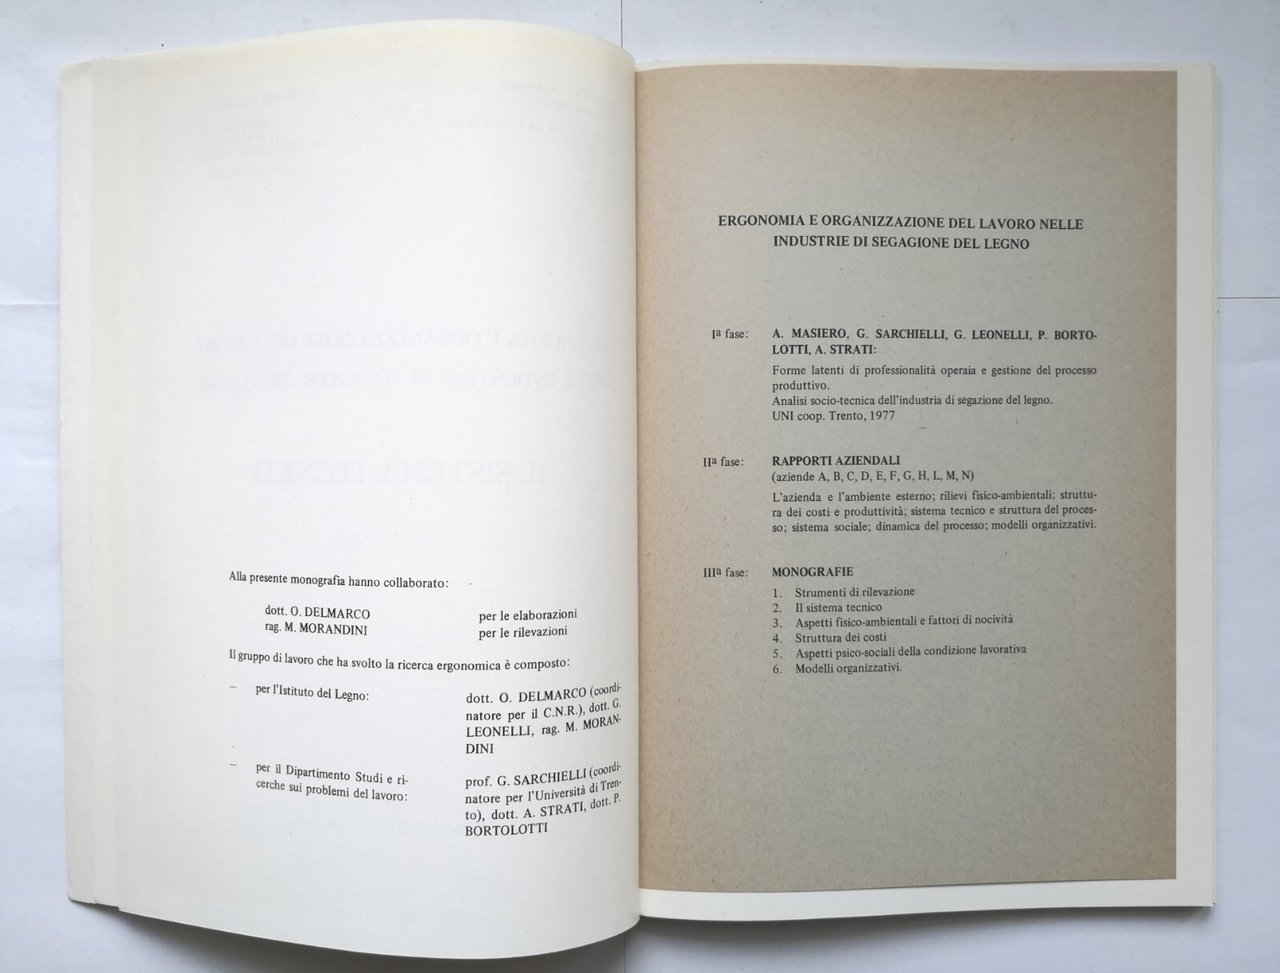 Alla presente monografia hanno collaborato:
dott. O. DELMARCO per le elaborazioni
rag. M. MORANDINI per le rilevazioni
Il gruppo di lavoro che ha svolto la ricerca ergonomica è composto:
– per l'Istituto del Legno: dott. O. DELMARCO (coordi-
natore per il C.N.R.), dott. G.
LEONELLI, rag. M. MORAN-
DINI
– per il Dipartimento Studi e ri-
cerche sui problemi del lavoro:
prof. G. SARCHIELLI (coordi-
natore per l'Università di Tren-
to), dott. A. STRATI, dott. P.
BORTOLOTTI
ERGONOMIA E ORGANIZZAZIONE DEL LAVORO NELLE
INDUSTRIE DI SEGAGIONE DEL LEGNO
Iª fase: A. MASIERO, G. SARCHIELLI, G. LEONELLI, P. BORTO-
LOTTI, A. STRATI:
Forme latenti di professionalità operaia e gestione del processo
produttivo.
Analisi socio-tecnica dell'industria di segazione del legno.
UNI coop. Trento, 1977
IIª fase: RAPPORTI AZIENDALI
(aziende A, B, C, D, E, F, G, H, L, M, N)
L'azienda e l'ambiente esterno; rilievi fisico-ambientali; struttu-
ra dei costi e produttività; sistema tecnico e struttura del proces-
so; sistema sociale; dinamica del processo; modelli organizzativi.
IIIª fase: MONOGRAFIE
1. Strumenti di rilevazione
2. Il sistema tecnico
3. Aspetti fisico-ambientali e fattori di nocività
4. Struttura dei costi
5. Aspetti psico-sociali della condizione lavorativa
6. Modelli organizzativi.